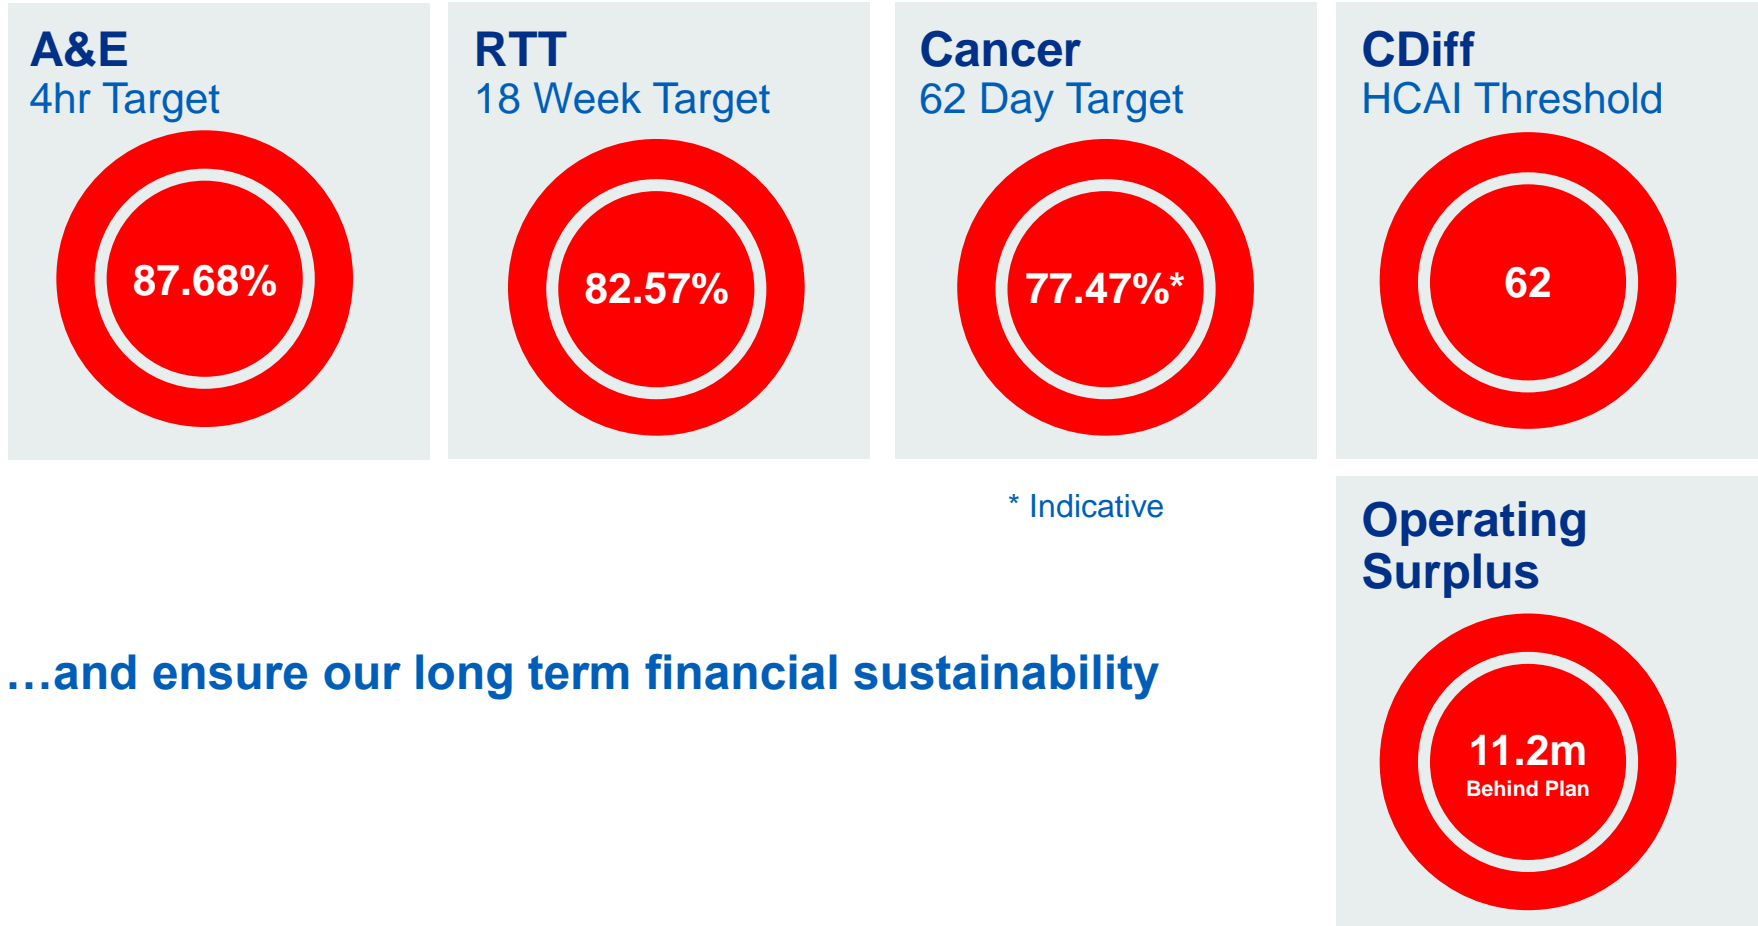 A&E
4hr Target
87.68%
RTT
18 Week Target
82.57%
Cancer
62 Day Target
77.47%*
CDiff
HCAI Threshold
62
* Indicative
…and ensure our long term financial sustainability
Operating
Surplus
11.2m
Behind Plan